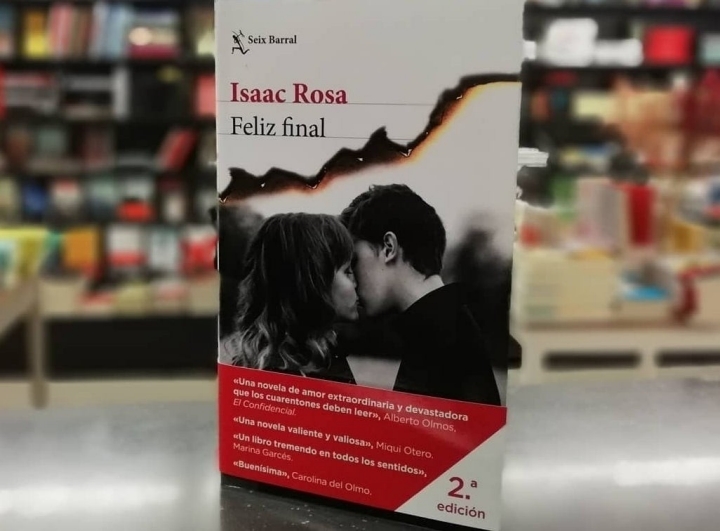 Seix Barral
Isaac Rosa
Feliz final
«Una novela de amor extraordinaria y devastadora
que los cuarentones deben leer», Alberto Olmos,
El Confidencial.
«Una novela valiente y valiosa», Miqui Otero.
«Un libro tremendo en todos los sentidos»,
Marina Garcés.
«Buenísima», Carolina del Olmo.
2.ª
edición